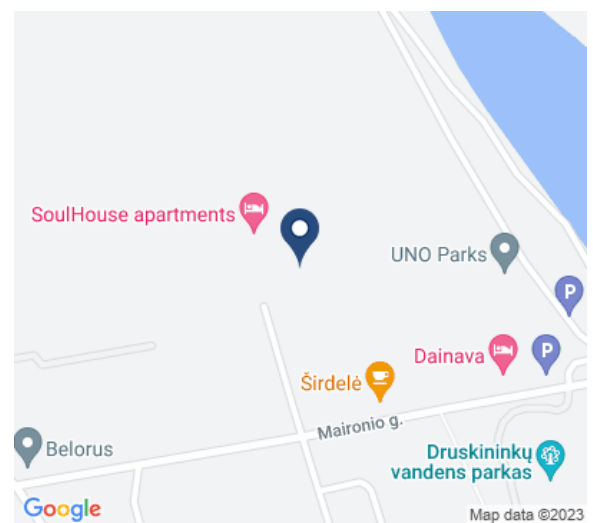 SoulHouse apartments
UNO Parks
P
Dainava
P
Širdelė
Maironio g.
Belorus
Druskininkų
vandens parkas
Google
Map data ©2023